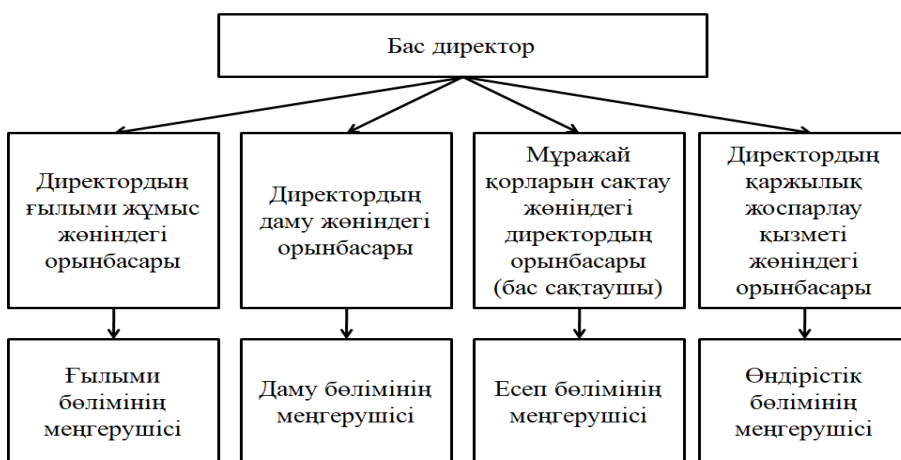 Бас директор
Директордың
ғылыми жұмыс
жөніндегі
орынбасары
Директордың
даму жөніндегі
орынбасары
Мұражай
қорларын сақтау
жөніндегі
директордың
орынбасары
(бас сақтаушы)
Директордың
қаржылық
жоспарлау
қызметі
жөніндегі
орынбасары
Ғылыми
бөлімінің
меңгерушісі
Даму бөлімінің
меңгерушісі
Есеп бөлімінің
меңгерушісі
Өндірістік
бөлімінің
меңгерушісі